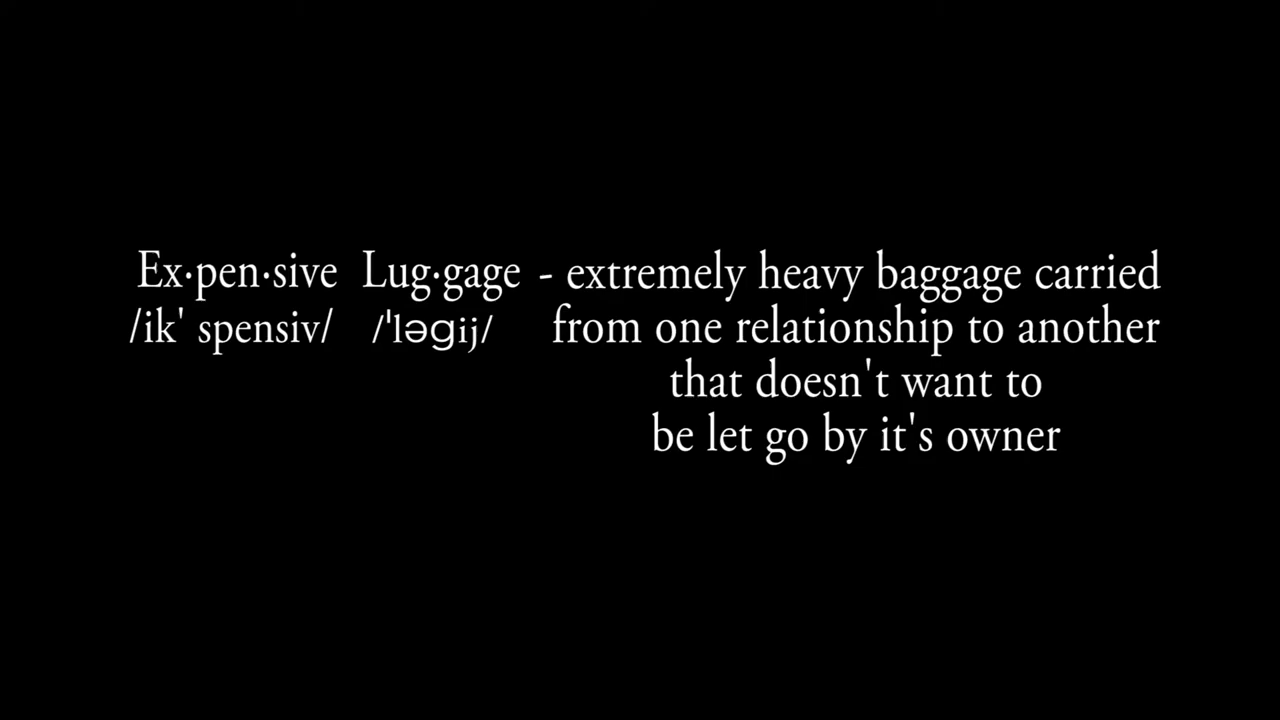 Ex·pen·sive Lug·gage - extremely heavy baggage carried
/ik' spensiv/ /'ləgij/ from one relationship to another
that doesn't want to
be let go by it's owner